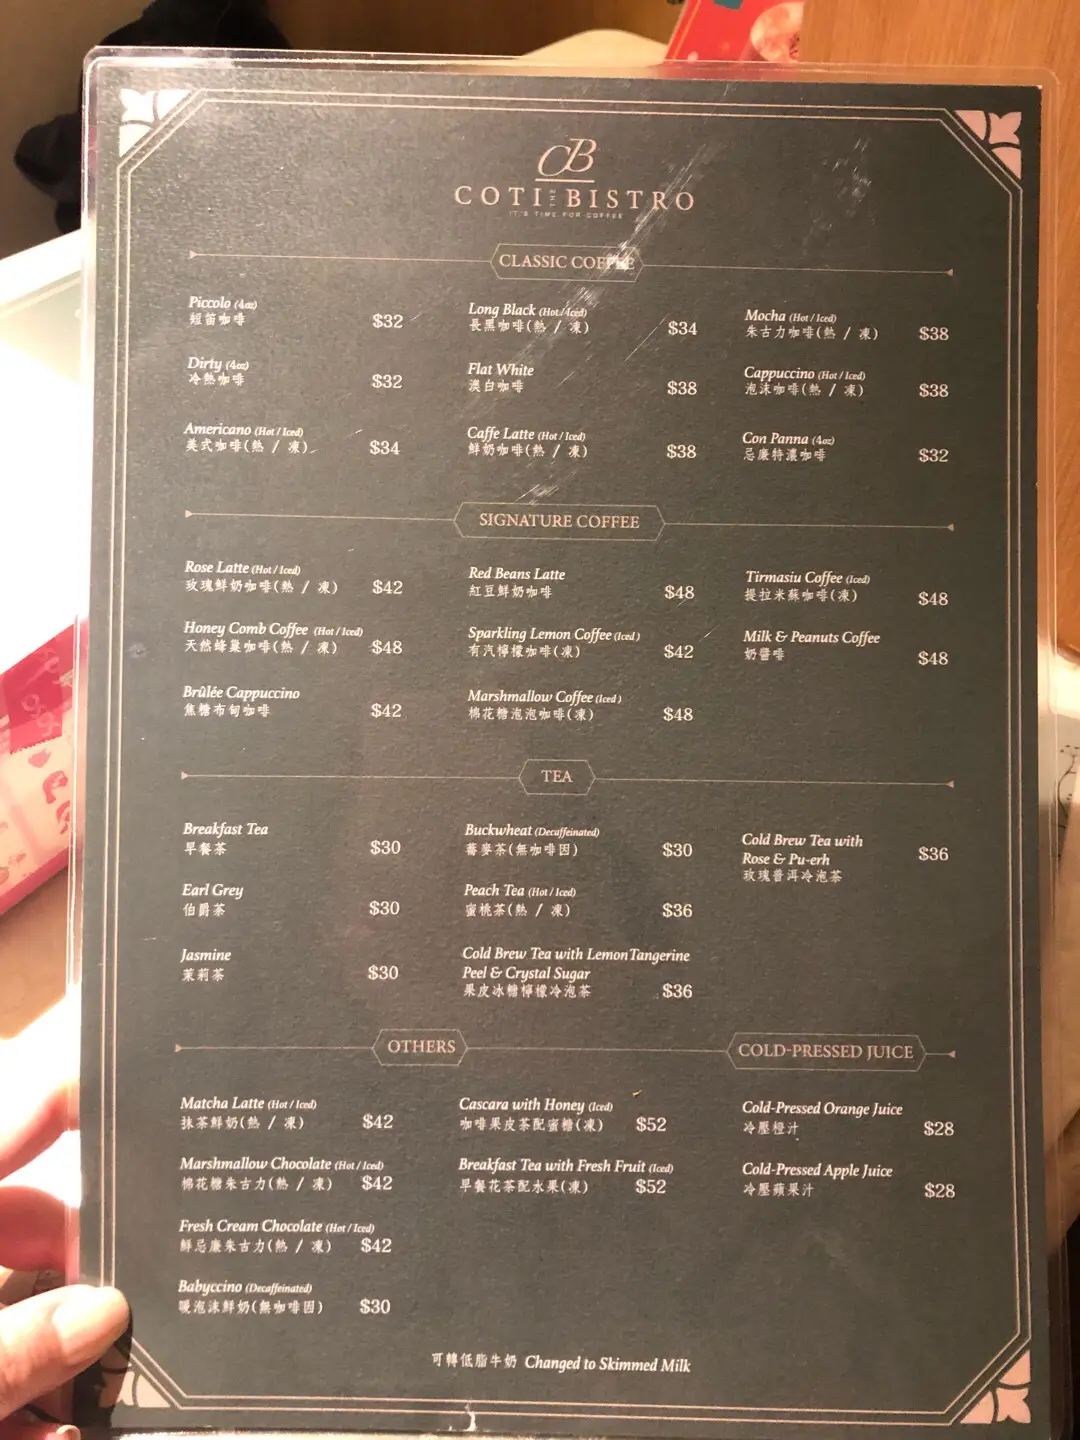 CB
COTI THE BISTRO
IT'S TIME FOR COFFEE
CLASSIC COFFEE
Piccolo (4oz)
短笛咖啡 $32
Long Black (Hot/Iced)
長黑咖啡(熱 / 凍) $34
Mocha (Hot/Iced)
朱古力咖啡(熱 / 凍) $38
Dirty (4oz)
冷熱咖啡 $32
Flat White
澳白咖啡 $38
Cappuccino (Hot/Iced)
泡沫咖啡(熱 / 凍) $38
Americano (Hot/Iced)
美式咖啡(熱 / 凍) $34
Caffe Latte (Hot/Iced)
鮮奶咖啡(熱 / 凍) $38
Con Panna (4oz)
忌廉特濃咖啡 $32
SIGNATURE COFFEE
Rose Latte (Hot/Iced)
玫瑰鮮奶咖啡(熱 / 凍) $42
Red Beans Latte
紅豆鮮奶咖啡 $48
Tirmasiu Coffee (Iced)
提拉米蘇咖啡(凍) $48
Honey Comb Coffee (Hot/Iced)
天然蜂巢咖啡(熱 / 凍) $48
Sparkling Lemon Coffee (Iced)
有汽檸檬咖啡(凍) $42
Milk & Peanuts Coffee
奶醬啡 $48
Brûlée Cappuccino
焦糖布甸咖啡 $42
Marshmallow Coffee (Iced)
棉花糖泡泡咖啡(凍) $48
TEA
Breakfast Tea
早餐茶 $30
Buckwheat (Decaffeinated)
蕎麥茶(無咖啡因) $30
Cold Brew Tea with
Rose & Pu-erh $36
玫瑰普洱冷泡茶
Earl Grey
伯爵茶 $30
Peach Tea (Hot/Iced)
蜜桃茶(熱 / 凍) $36
Jasmine
茉莉茶 $30
Cold Brew Tea with Lemon Tangerine
Peel & Crystal Sugar
果皮冰糖檸檬冷泡茶 $36
OTHERS
Matcha Latte (Hot/Iced)
抹茶鮮奶(熱 / 凍) $42
Cascara with Honey (Iced)
咖啡果皮茶配蜜糖(凍) $52
Marshmallow Chocolate (Hot/Iced)
棉花糖朱古力(熱 / 凍) $42
Breakfast Tea with Fresh Fruit (Iced)
早餐花茶配水果(凍) $52
Fresh Cream Chocolate (Hot/Iced)
鮮忌廉朱古力(熱 / 凍) $42
Babyccino (Decaffeinated)
暖泡沫鮮奶(無咖啡因) $30
COLD-PRESSED JUICE
Cold-Pressed Orange Juice
冷壓橙汁 $28
Cold-Pressed Apple Juice
冷壓蘋果汁 $28
可轉低脂牛奶 Changed to Skimmed Milk